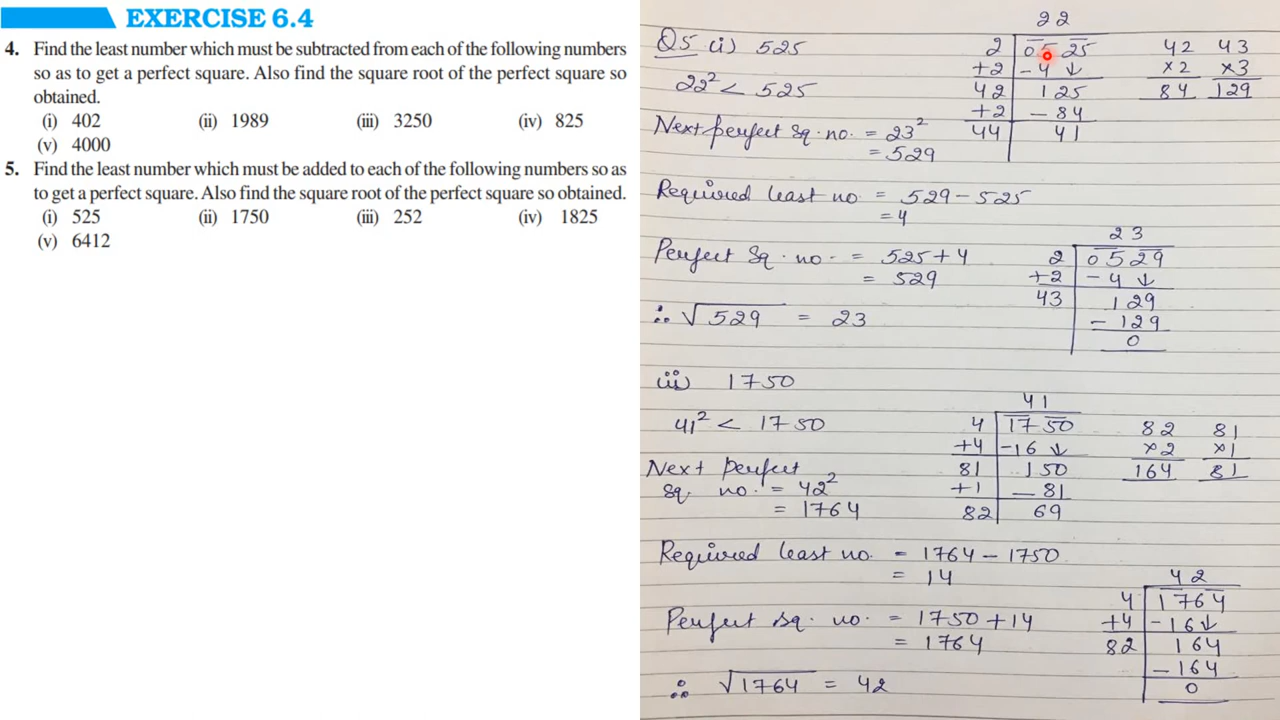 EXERCISE 6.4
4. Find the least number which must be subtracted from each of the following numbers
so as to get a perfect square. Also find the square root of the perfect square so
obtained.
(i) 402 (ii) 1989 (iii) 3250 (iv) 825
(v) 4000
5. Find the least number which must be added to each of the following numbers so as
to get a perfect square. Also find the square root of the perfect square so obtained.
(i) 525 (ii) 1750 (iii) 252 (iv) 1825
(v) 6412
Q5 (i) 525
22² < 525
Next perfect sq. no. = 23²
= 529
22
2 05 25
+2 -4 ↓
42 125
+2 - 84
44 41
42 43
×2 ×3
84 129
Required least no. = 529 - 525
= 4
Perfect Sq. no. = 525 + 4
= 529
∴ √529 = 23
23
2 05 29
+2 -4 ↓
43 129
- 129
0
(ii) 1750
41² < 1750
Next perfect
sq. no. = 42²
= 1764
41
4 17 50
+4 -16 ↓
81 150
+1 - 81
82 69
82 81
×2 ×1
164 81
Required least no. = 1764 - 1750
= 14
Perfect sq. no. = 1750 + 14
= 1764
∴ √1764 = 42
42
4 17 64
+4 -16 ↓
82 164
- 164
0